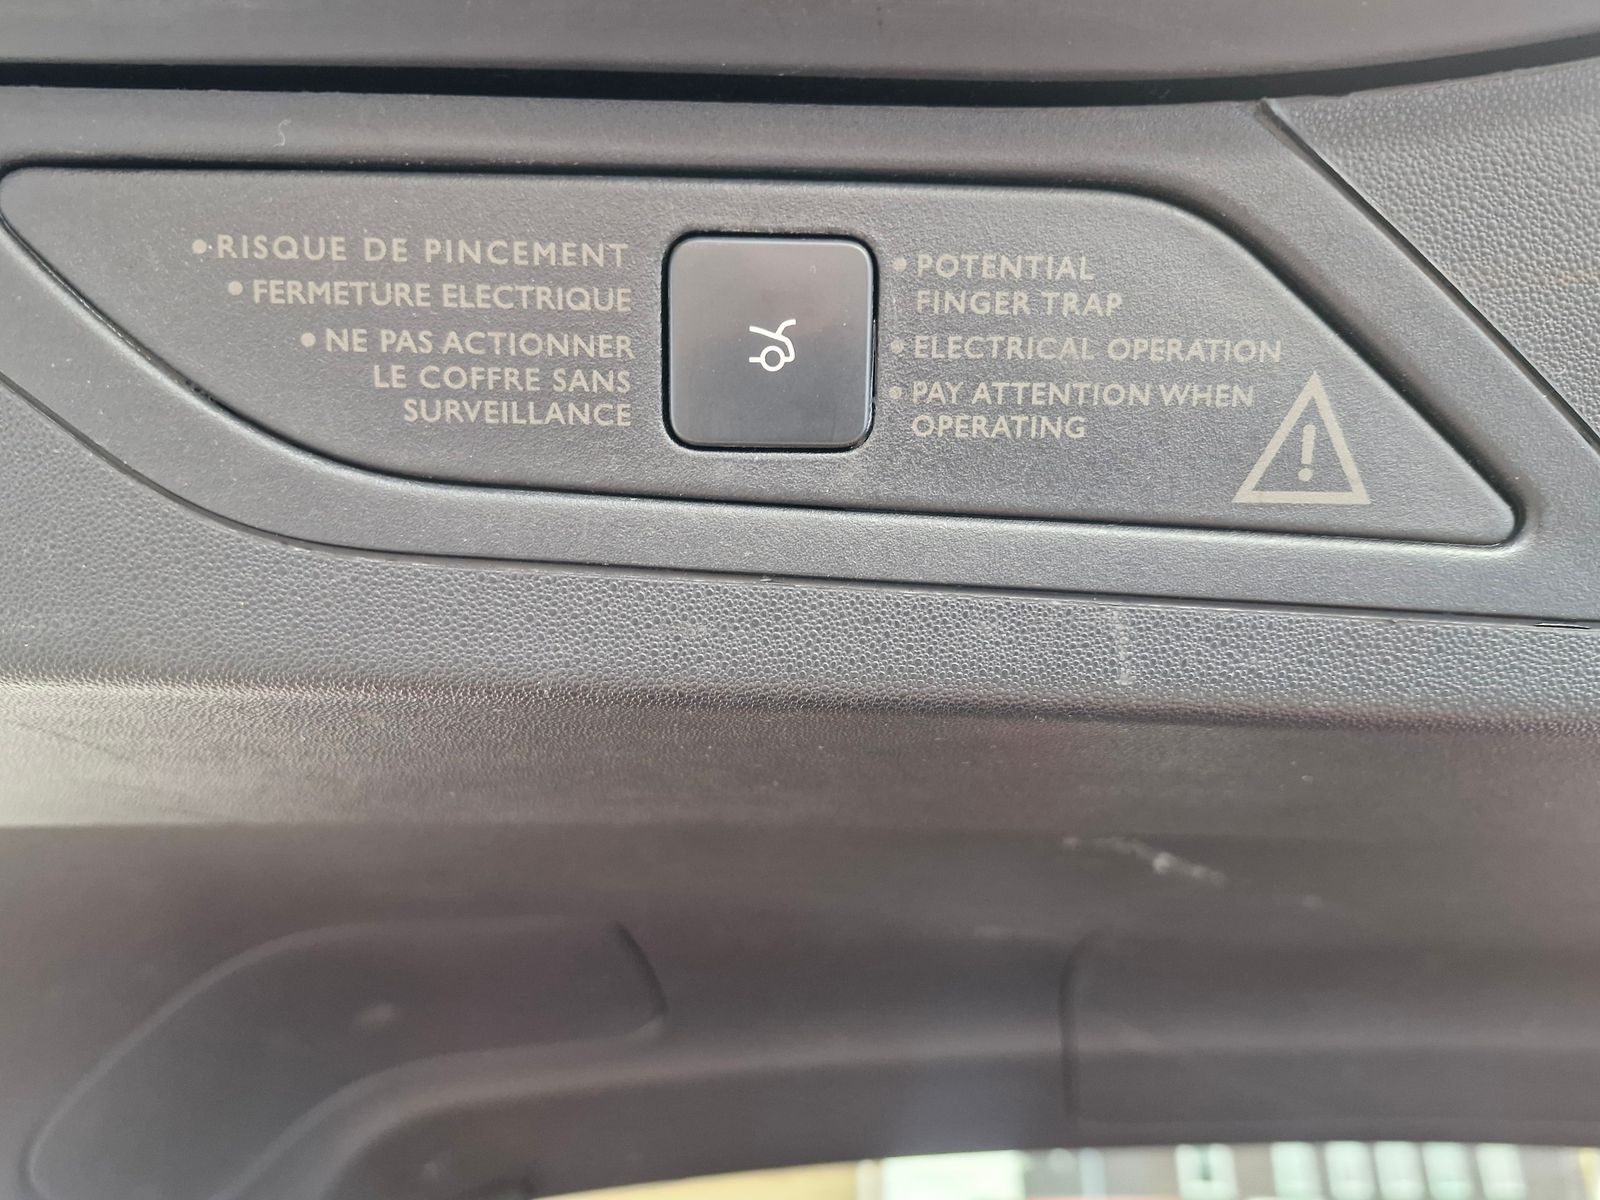 •RISQUE DE PINCEMENT
• FERMETURE ELECTRIQUE
• NE PAS ACTIONNER
LE COFFRE SANS
SURVEILLANCE
• POTENTIAL
FINGER TRAP
• ELECTRICAL OPERATION
• PAY ATTENTION WHEN
OPERATING
!